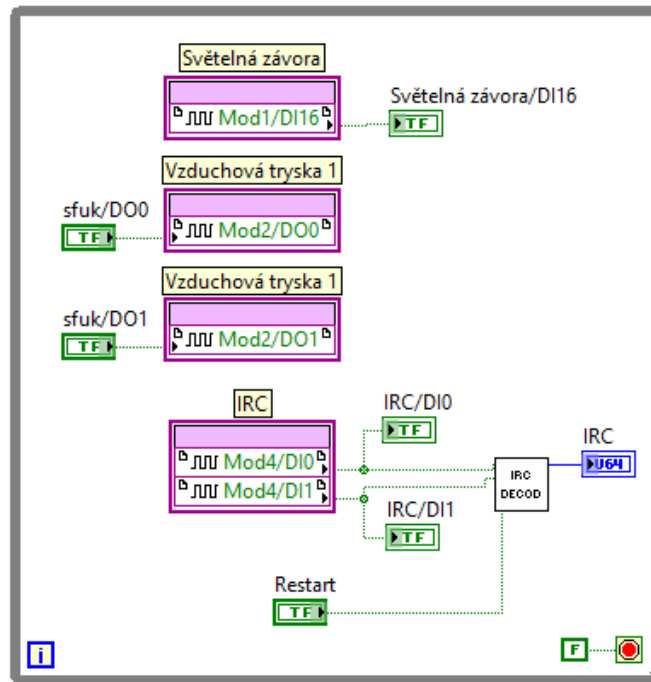 Světelná závora
Mod1/DI16
Světelná závora/DI16
TF
Vzduchová tryska 1
sfuk/DO0
TF
Mod2/DO0
Vzduchová tryska 1
sfuk/DO1
TF
Mod2/DO1
IRC
Mod4/DI0
Mod4/DI1
IRC/DI0
TF
IRC/DI1
TF
IRC
DECOD
IRC
U64
Restart
TF
i
F